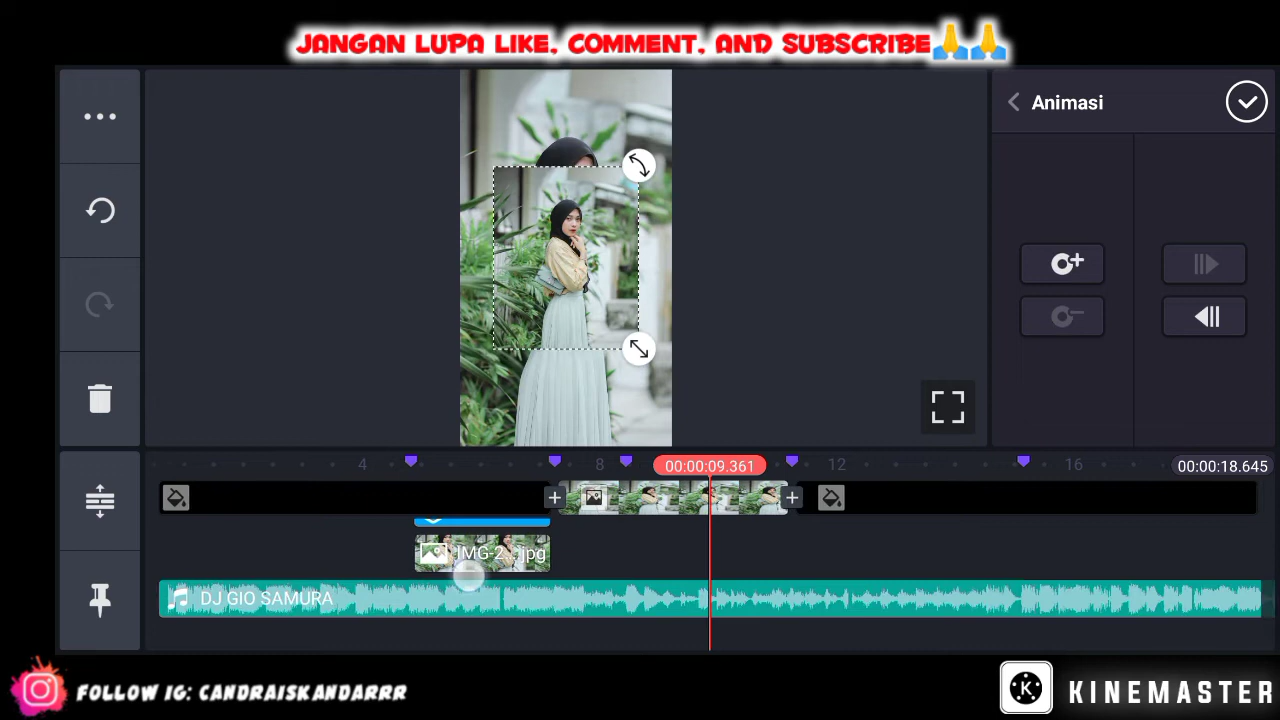 JANGAN LUPA LIKE, COMMENT, AND SUBSCRIBE🙏🙏
Animasi
4
8
00:00:09.361
12
16
00:00:18.645
IMG-2...jpg
DJ GIO SAMURA
FOLLOW IG: CANDRAISKANDARRR
K KINEMASTER